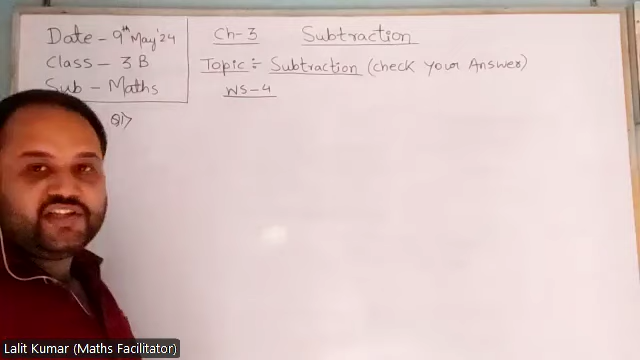 Date - 9th May'24
Class - 3 B
Sub - Maths
Ch-3 Subtraction
Topic :- Subtraction (check your Answer)
WS-4
Q1>
Lalit Kumar (Maths Facilitator)